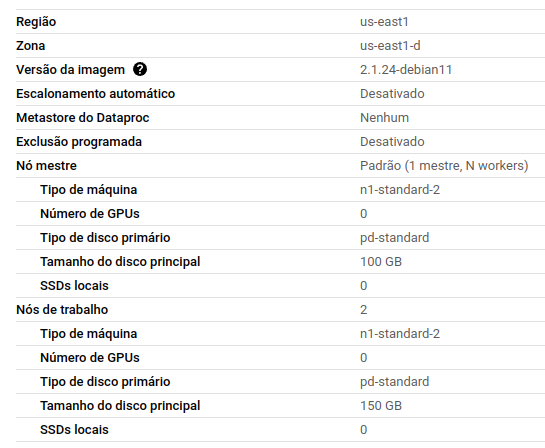 Região us-east1
Zona us-east1-d
Versão da imagem ? 2.1.24-debian11
Escalonamento automático Desativado
Metastore do Dataproc Nenhum
Exclusão programada Desativado
Nó mestre Padrão (1 mestre, N workers)
Tipo de máquina n1-standard-2
Número de GPUs 0
Tipo de disco primário pd-standard
Tamanho do disco principal 100 GB
SSDs locais 0
Nós de trabalho 2
Tipo de máquina n1-standard-2
Número de GPUs 0
Tipo de disco primário pd-standard
Tamanho do disco principal 150 GB
SSDs locais 0